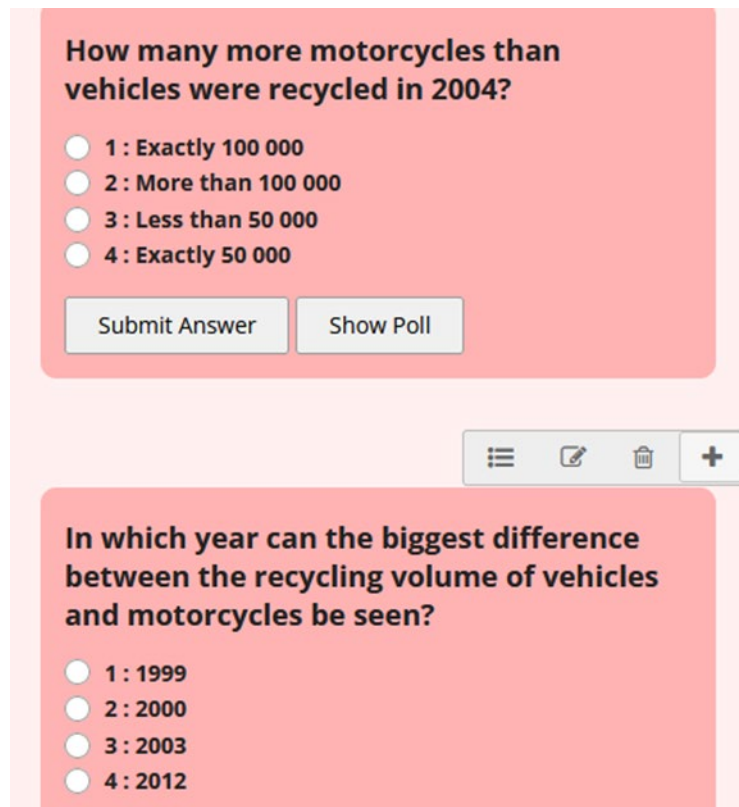 How many more motorcycles than
vehicles were recycled in 2004?
1 : Exactly 100 000
2 : More than 100 000
3 : Less than 50 000
4 : Exactly 50 000
Submit Answer Show Poll
In which year can the biggest difference
between the recycling volume of vehicles
and motorcycles be seen?
1 : 1999
2 : 2000
3 : 2003
4 : 2012